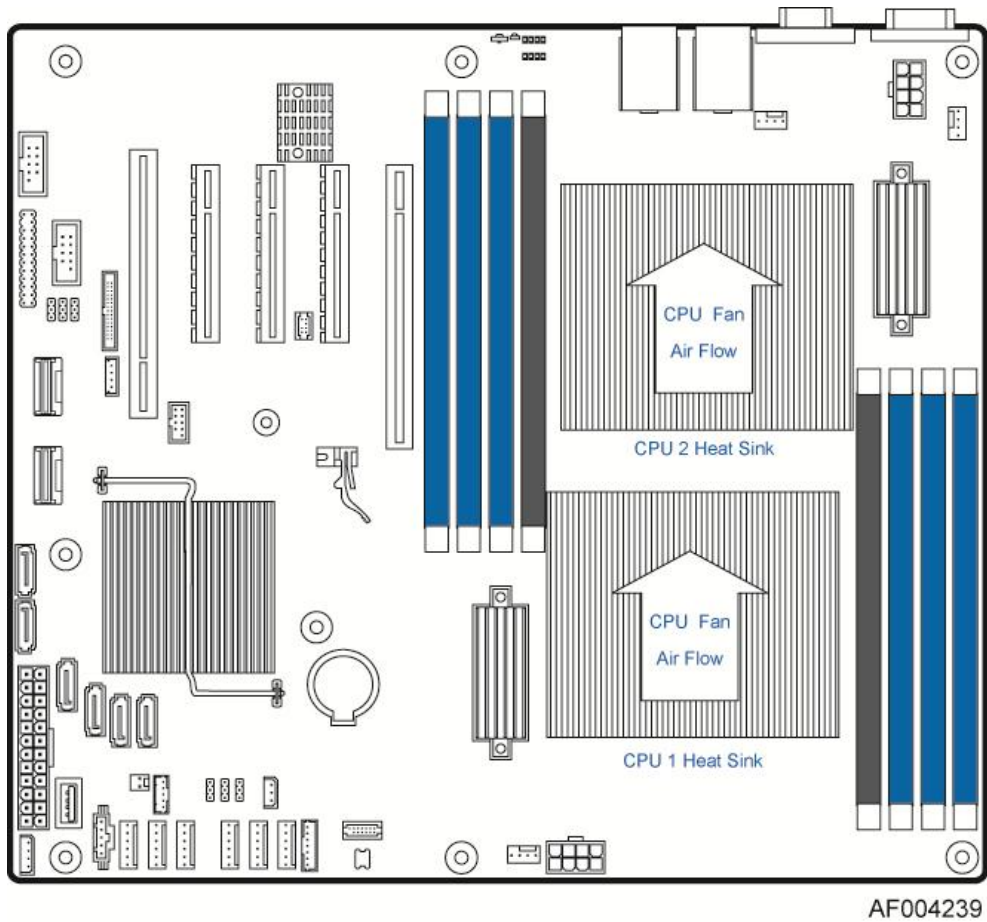 CPU Fan
Air Flow
CPU 2 Heat Sink
CPU Fan
Air Flow
CPU 1 Heat Sink
AF004239